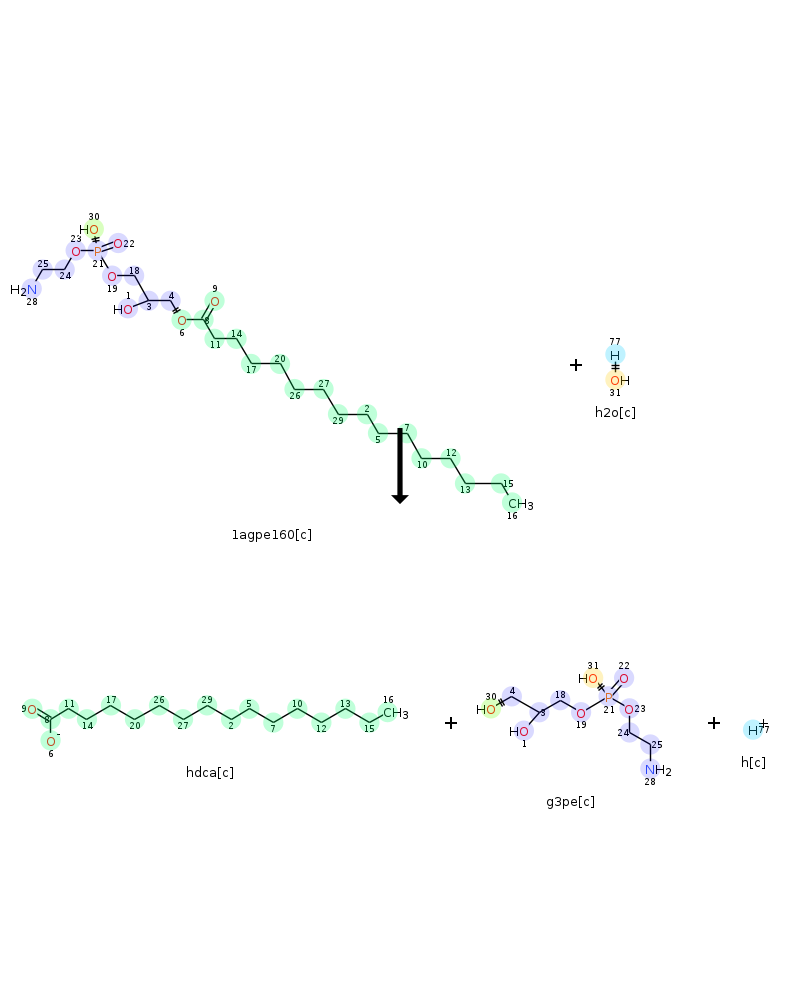 30
HO
23
O
P
O 22
25
21
18
24
O
H2N
19
28
1
4
9
HO
3
O
O
8
6
11
14
17
20
26
27
29
2
5
7
10
12
13
15
CH3
16
+
77
H
OH
31
h2o[c]
lagpe160[c]
9 O
8
O -
6
11
14
17
20
26
27
29
2
5
7
10
12
13
15
16
CH3
hdca[c]
+
30
HO
4
3
HO
1
18
O
19
31
HO
22
O
P
21
O 23
24
25
NH2
28
g3pe[c]
+
H +
77
h[c]